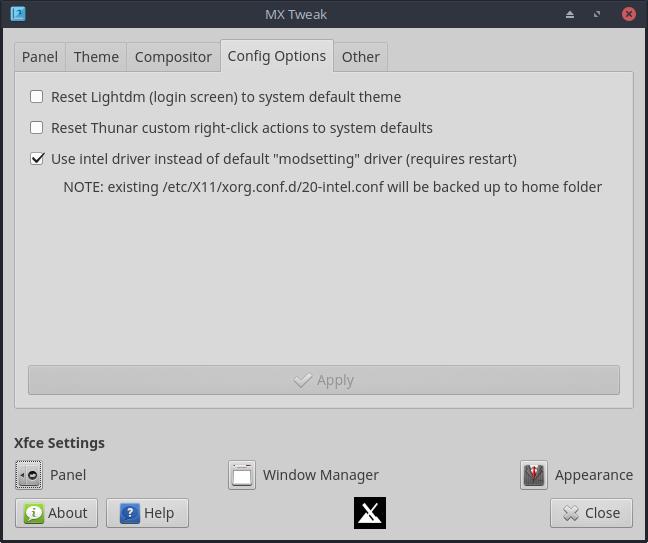 MX Tweak
Panel Theme Compositor Config Options Other
Reset Lightdm (login screen) to system default theme
Reset Thunar custom right-click actions to system defaults
Use intel driver instead of default "modsetting" driver (requires restart)
NOTE: existing /etc/X11/xorg.conf.d/20-intel.conf will be backed up to home folder
Apply
Xfce Settings
Panel Window Manager Appearance
About Help Close